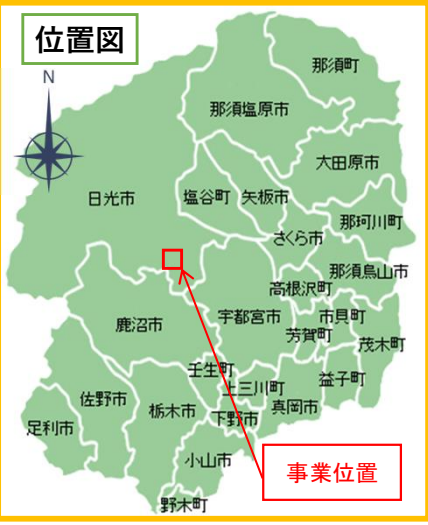 位置図
N
那須町
那須塩原市
大田原市
日光市
塩谷町
矢板市
那珂川町
さくら市
那須烏山市
高根沢町
宇都宮市
市貝町
鹿沼市
芳賀町
茂木町
壬生町
上三川町
益子町
佐野市
栃木市
真岡市
下野市
足利市
小山市
事業位置
野木町